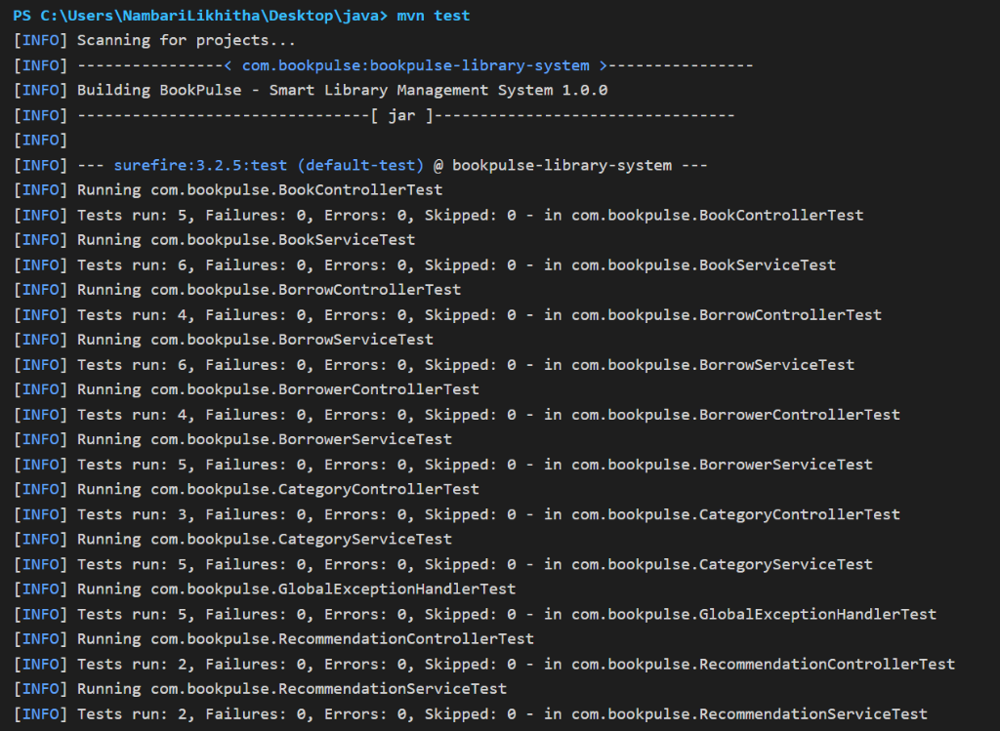 PS C:\Users\NambariLikhitha\Desktop\java> mvn test
[INFO] Scanning for projects...
[INFO] ----------------< com.bookpulse:bookpulse-library-system >----------------
[INFO] Building BookPulse - Smart Library Management System 1.0.0
[INFO] --------------------------------[ jar ]---------------------------------
[INFO]
[INFO] --- surefire:3.2.5:test (default-test) @ bookpulse-library-system ---
[INFO] Running com.bookpulse.BookControllerTest
[INFO] Tests run: 5, Failures: 0, Errors: 0, Skipped: 0 - in com.bookpulse.BookControllerTest
[INFO] Running com.bookpulse.BookServiceTest
[INFO] Tests run: 6, Failures: 0, Errors: 0, Skipped: 0 - in com.bookpulse.BookServiceTest
[INFO] Running com.bookpulse.BorrowControllerTest
[INFO] Tests run: 4, Failures: 0, Errors: 0, Skipped: 0 - in com.bookpulse.BorrowControllerTest
[INFO] Running com.bookpulse.BorrowServiceTest
[INFO] Tests run: 6, Failures: 0, Errors: 0, Skipped: 0 - in com.bookpulse.BorrowServiceTest
[INFO] Running com.bookpulse.BorrowerControllerTest
[INFO] Tests run: 4, Failures: 0, Errors: 0, Skipped: 0 - in com.bookpulse.BorrowerControllerTest
[INFO] Running com.bookpulse.BorrowerServiceTest
[INFO] Tests run: 5, Failures: 0, Errors: 0, Skipped: 0 - in com.bookpulse.BorrowerServiceTest
[INFO] Running com.bookpulse.CategoryControllerTest
[INFO] Tests run: 3, Failures: 0, Errors: 0, Skipped: 0 - in com.bookpulse.CategoryControllerTest
[INFO] Running com.bookpulse.CategoryServiceTest
[INFO] Tests run: 5, Failures: 0, Errors: 0, Skipped: 0 - in com.bookpulse.CategoryServiceTest
[INFO] Running com.bookpulse.GlobalExceptionHandlerTest
[INFO] Tests run: 5, Failures: 0, Errors: 0, Skipped: 0 - in com.bookpulse.GlobalExceptionHandlerTest
[INFO] Running com.bookpulse.RecommendationControllerTest
[INFO] Tests run: 2, Failures: 0, Errors: 0, Skipped: 0 - in com.bookpulse.RecommendationControllerTest
[INFO] Running com.bookpulse.RecommendationServiceTest
[INFO] Tests run: 2, Failures: 0, Errors: 0, Skipped: 0 - in com.bookpulse.RecommendationServiceTest